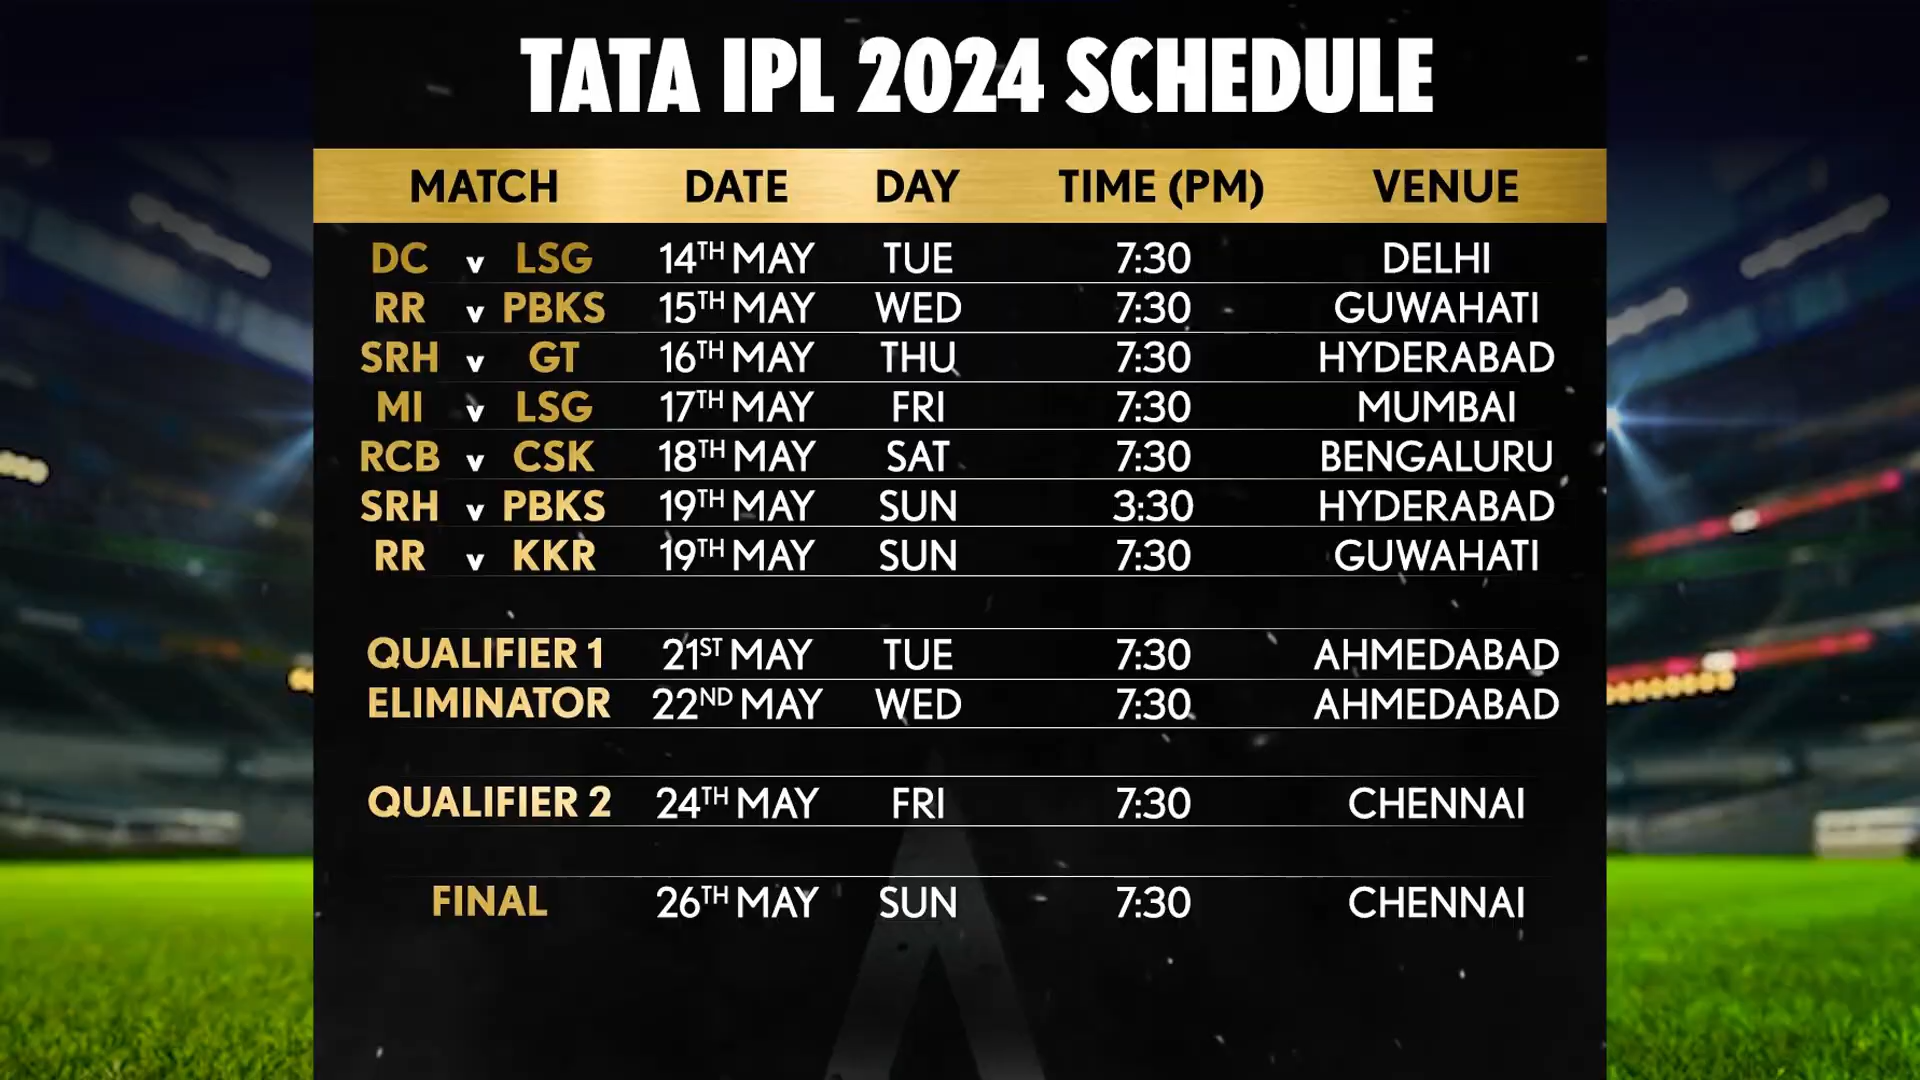 TATA IPL 2024 SCHEDULE
MATCH DATE DAY TIME (PM) VENUE
DC v LSG 14TH MAY TUE 7:30 DELHI
RR v PBKS 15TH MAY WED 7:30 GUWAHATI
SRH v GT 16TH MAY THU 7:30 HYDERABAD
MI v LSG 17TH MAY FRI 7:30 MUMBAI
RCB v CSK 18TH MAY SAT 7:30 BENGALURU
SRH v PBKS 19TH MAY SUN 3:30 HYDERABAD
RR v KKR 19TH MAY SUN 7:30 GUWAHATI
QUALIFIER 1 21ST MAY TUE 7:30 AHMEDABAD
ELIMINATOR 22ND MAY WED 7:30 AHMEDABAD
QUALIFIER 2 24TH MAY FRI 7:30 CHENNAI
FINAL 26TH MAY SUN 7:30 CHENNAI